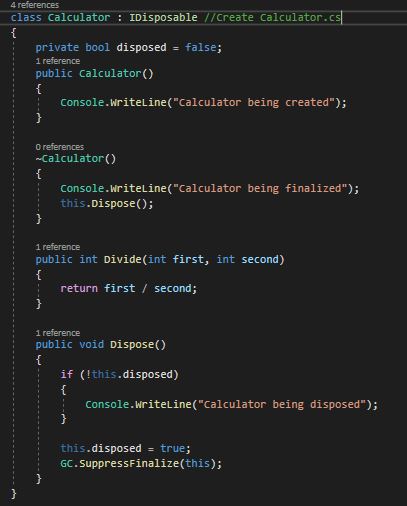 4 references
class Calculator : IDisposable //Create Calculator.cs
{
    private bool disposed = false;
    1 reference
    public Calculator()
    {
        Console.WriteLine("Calculator being created");
    }

    0 references
    ~Calculator()
    {
        Console.WriteLine("Calculator being finalized");
        this.Dispose();
    }

    1 reference
    public int Divide(int first, int second)
    {
        return first / second;
    }

    1 reference
    public void Dispose()
    {
        if (!this.disposed)
        {
            Console.WriteLine("Calculator being disposed");
        }

        this.disposed = true;
        GC.SuppressFinalize(this);
    }
}